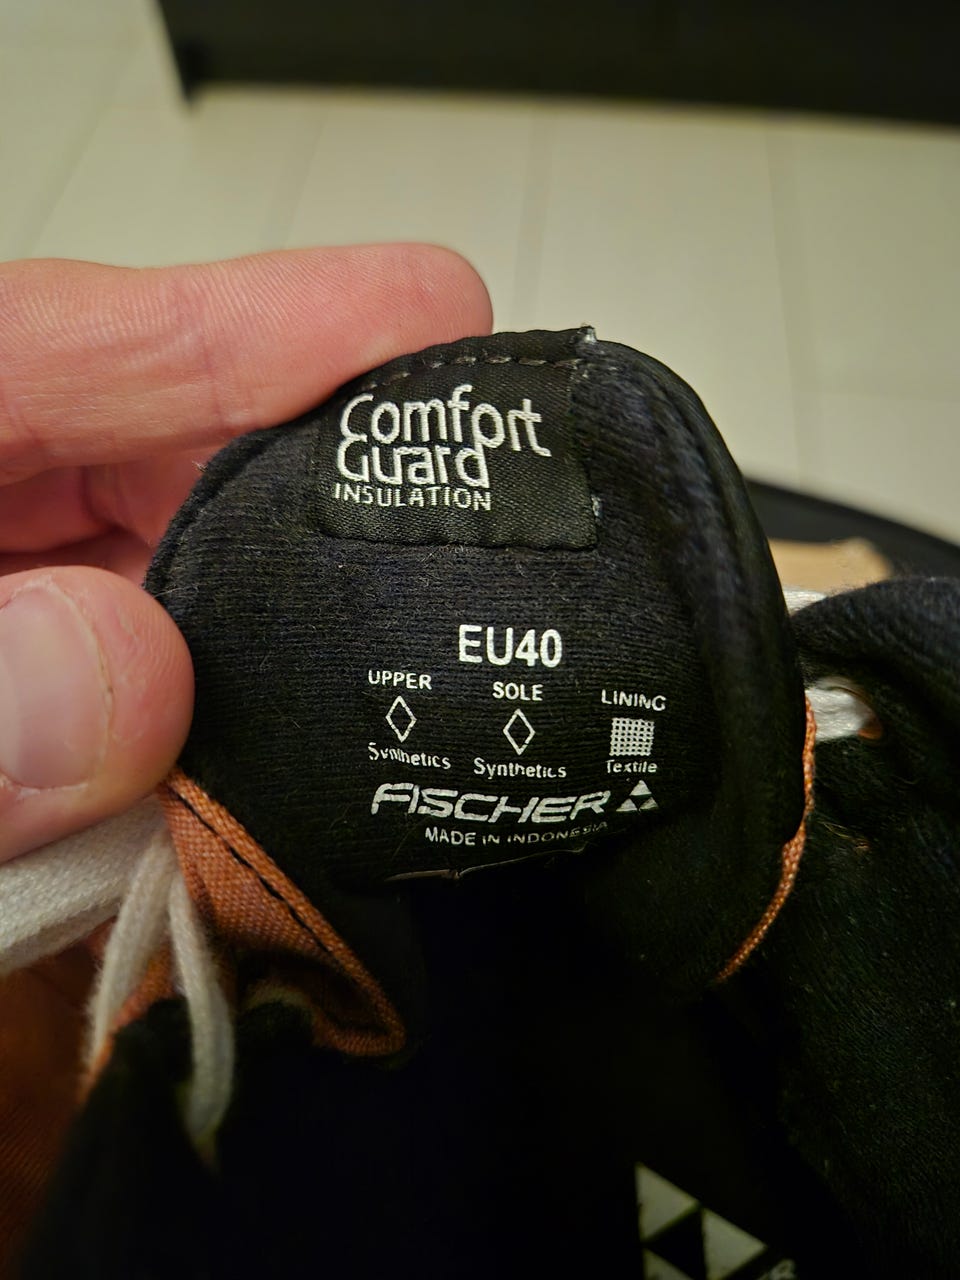 Comfort
Guard
INSULATION
EU40
UPPER SOLE LINING
Synthetics Synthetics Textile
FISCHER
MADE IN INDONESIA